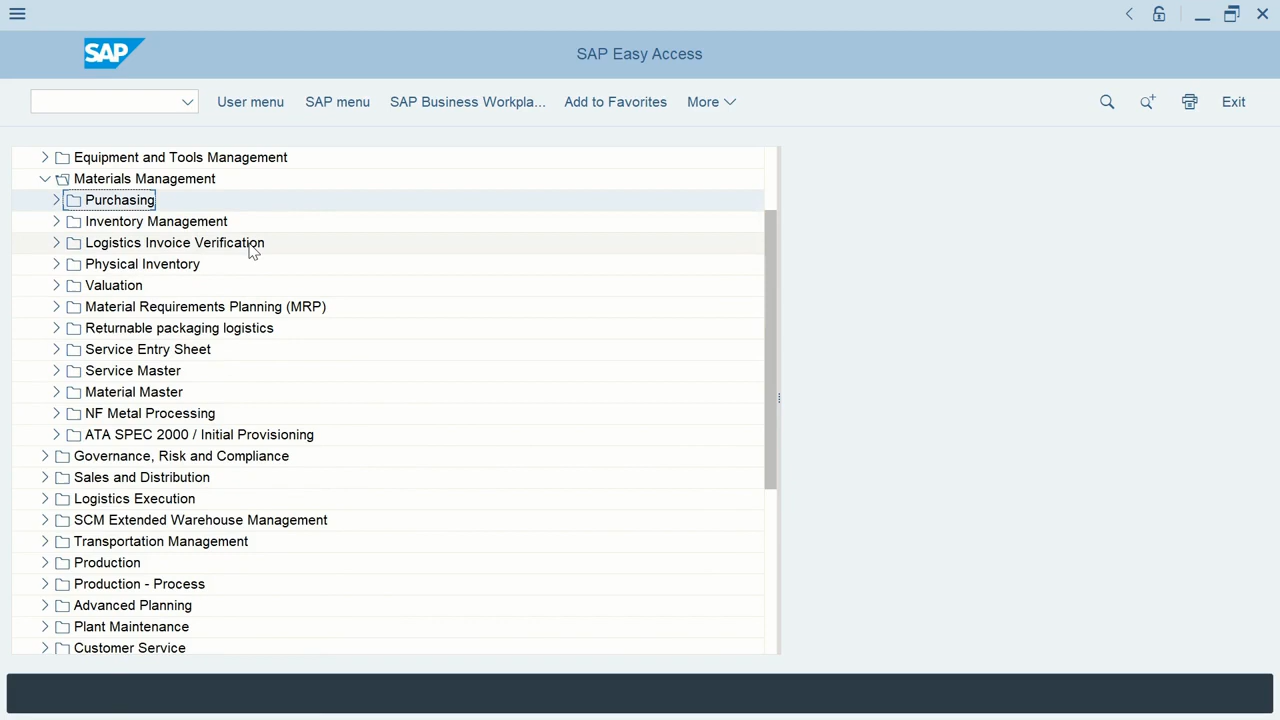 SAP
SAP Easy Access
User menu
SAP menu
SAP Business Workpla...
Add to Favorites
More
Exit
Equipment and Tools Management
Materials Management
Purchasing
Inventory Management
Logistics Invoice Verification
Physical Inventory
Valuation
Material Requirements Planning (MRP)
Returnable packaging logistics
Service Entry Sheet
Service Master
Material Master
NF Metal Processing
ATA SPEC 2000 / Initial Provisioning
Governance, Risk and Compliance
Sales and Distribution
Logistics Execution
SCM Extended Warehouse Management
Transportation Management
Production
Production - Process
Advanced Planning
Plant Maintenance
Customer Service